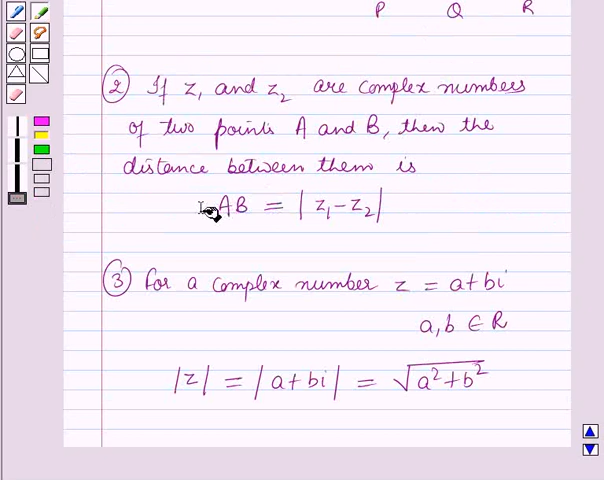 P Q R
② If z₁ and z₂ are complex numbers
of two points A and B, then the
distance between them is
AB = | z₁ - z₂ |
③ For a complex number z = a + bi
a, b ∈ R
|z| = | a + bi | = √a² + b²